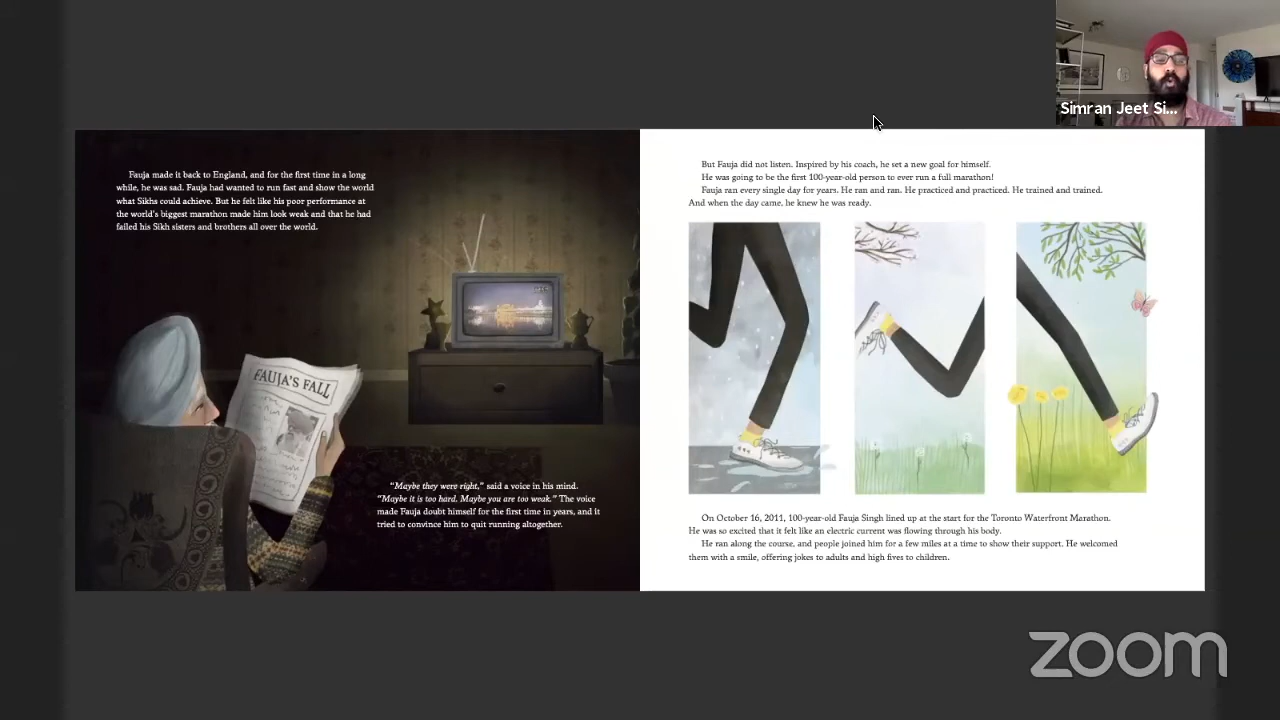 Simran Jeet Si...
Fauja made it back to England, and for the first time in a long
while, he was sad. Fauja had wanted to run fast and show the world
what Sikhs could achieve. But he felt like his poor performance at
the world's biggest marathon made him look weak and that he had
failed his Sikh sisters and brothers all over the world.
FAUJA'S FALL
"Maybe they were right," said a voice in his mind.
"Maybe it is too hard. Maybe you are too weak." The voice
made Fauja doubt himself for the first time in years, and it
tried to convince him to quit running altogether.
But Fauja did not listen. Inspired by his coach, he set a new goal for himself.
He was going to be the first 100-year-old person to ever run a full marathon!
Fauja ran every single day for years. He ran and ran. He practiced and practiced. He trained and trained.
And when the day came, he knew he was ready.
On October 16, 2011, 100-year-old Fauja Singh lined up at the start for the Toronto Waterfront Marathon.
He was so excited that it felt like an electric current was flowing through his body.
He ran along the course, and people joined him for a few miles at a time to show their support. He welcomed
them with a smile, offering jokes to adults and high fives to children.
zoom